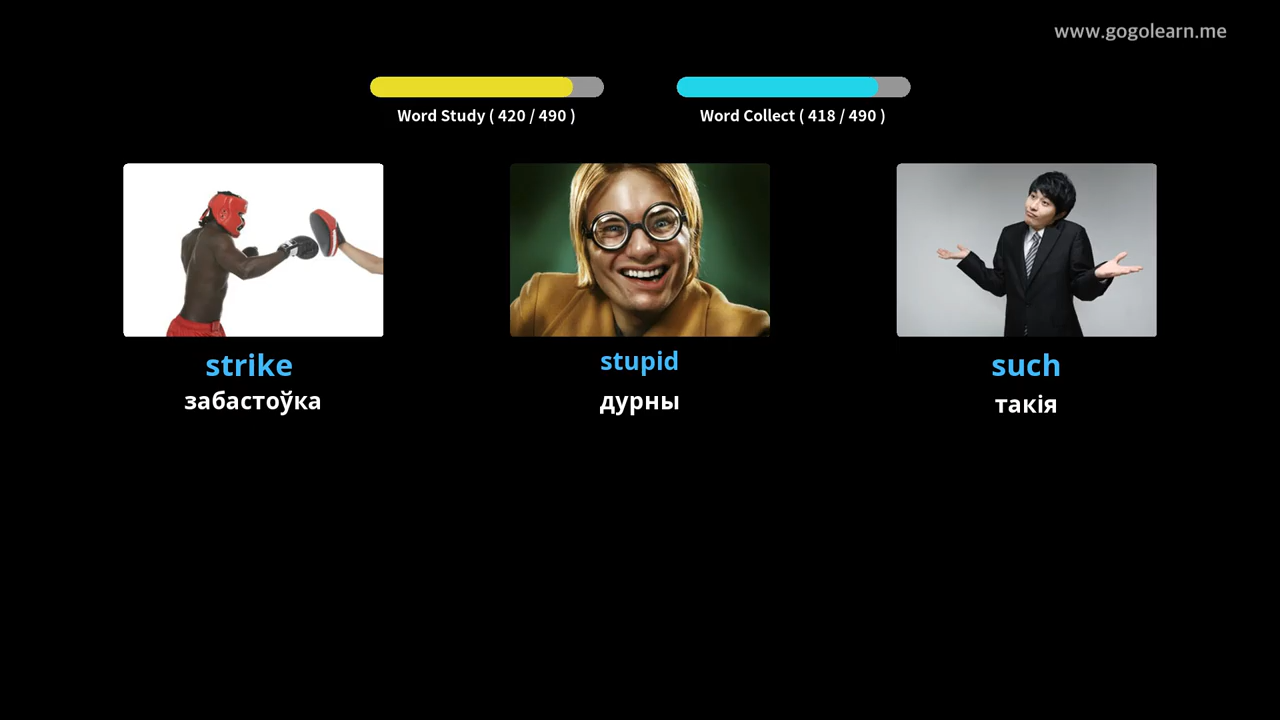 www.gogolearn.me
Word Study ( 420 / 490 )
Word Collect ( 418 / 490 )
strike
stupid
such
забастоўка
дурны
такія